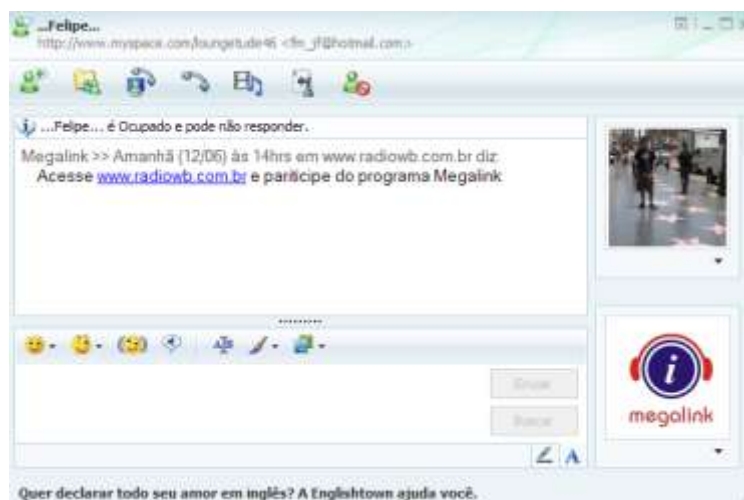 ...Felipe...
http://www.myspace.com/loungetude46 <fm_jf@hotmail.com>
...Felipe... é Ocupado e pode não responder.
Megalink >> Amanhã (12/06) às 14hrs em www.radiowb.com.br diz:
Acesse www.radiowb.com.br e pariticipe do programa Megalink
Enviar
Buscar
A
i
megalink
Quer declarar todo seu amor em inglês? A Englishtown ajuda você.